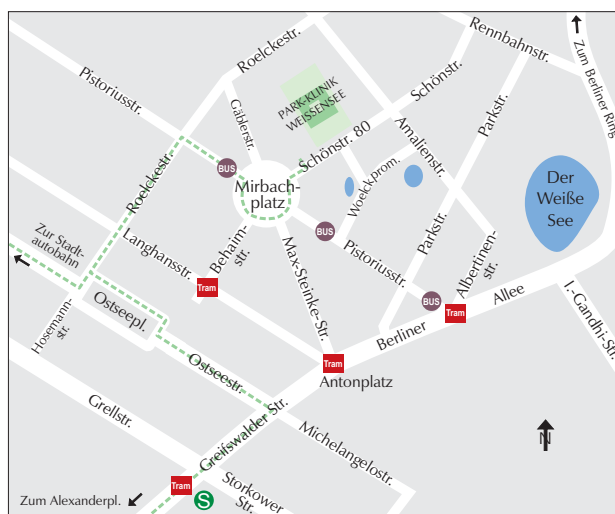 Rennbahnstr.
Zum Berliner Ring
Roelckestr.
Pistoriusstr.
PARK-KLINIK
WEISSENSEE
Schönstr.
Gäblerstr.
Parkstr.
Schönstr. 80
Amalienstr.
BUS
Mirbach-
platz
Woelckprom.
Der
Weiße
See
Roelckestr.
Zur Stadt-
autobahn
Langhansstr.
Behaim-
str.
BUS
Pistoriusstr.
Parkstr.
Albertinen-
str.
Max-Steinke-Str.
Tram
BUS
Tram
Berliner
Allee
I.-Gandhi-Str.
Hosemann-
str.
Ostseepl.
Ostseestr.
Tram
Antonplatz
Grellstr.
Greifswalder Str.
Michelangelostr.
N
Tram
Storkower
Str.
S
Zum Alexanderpl.